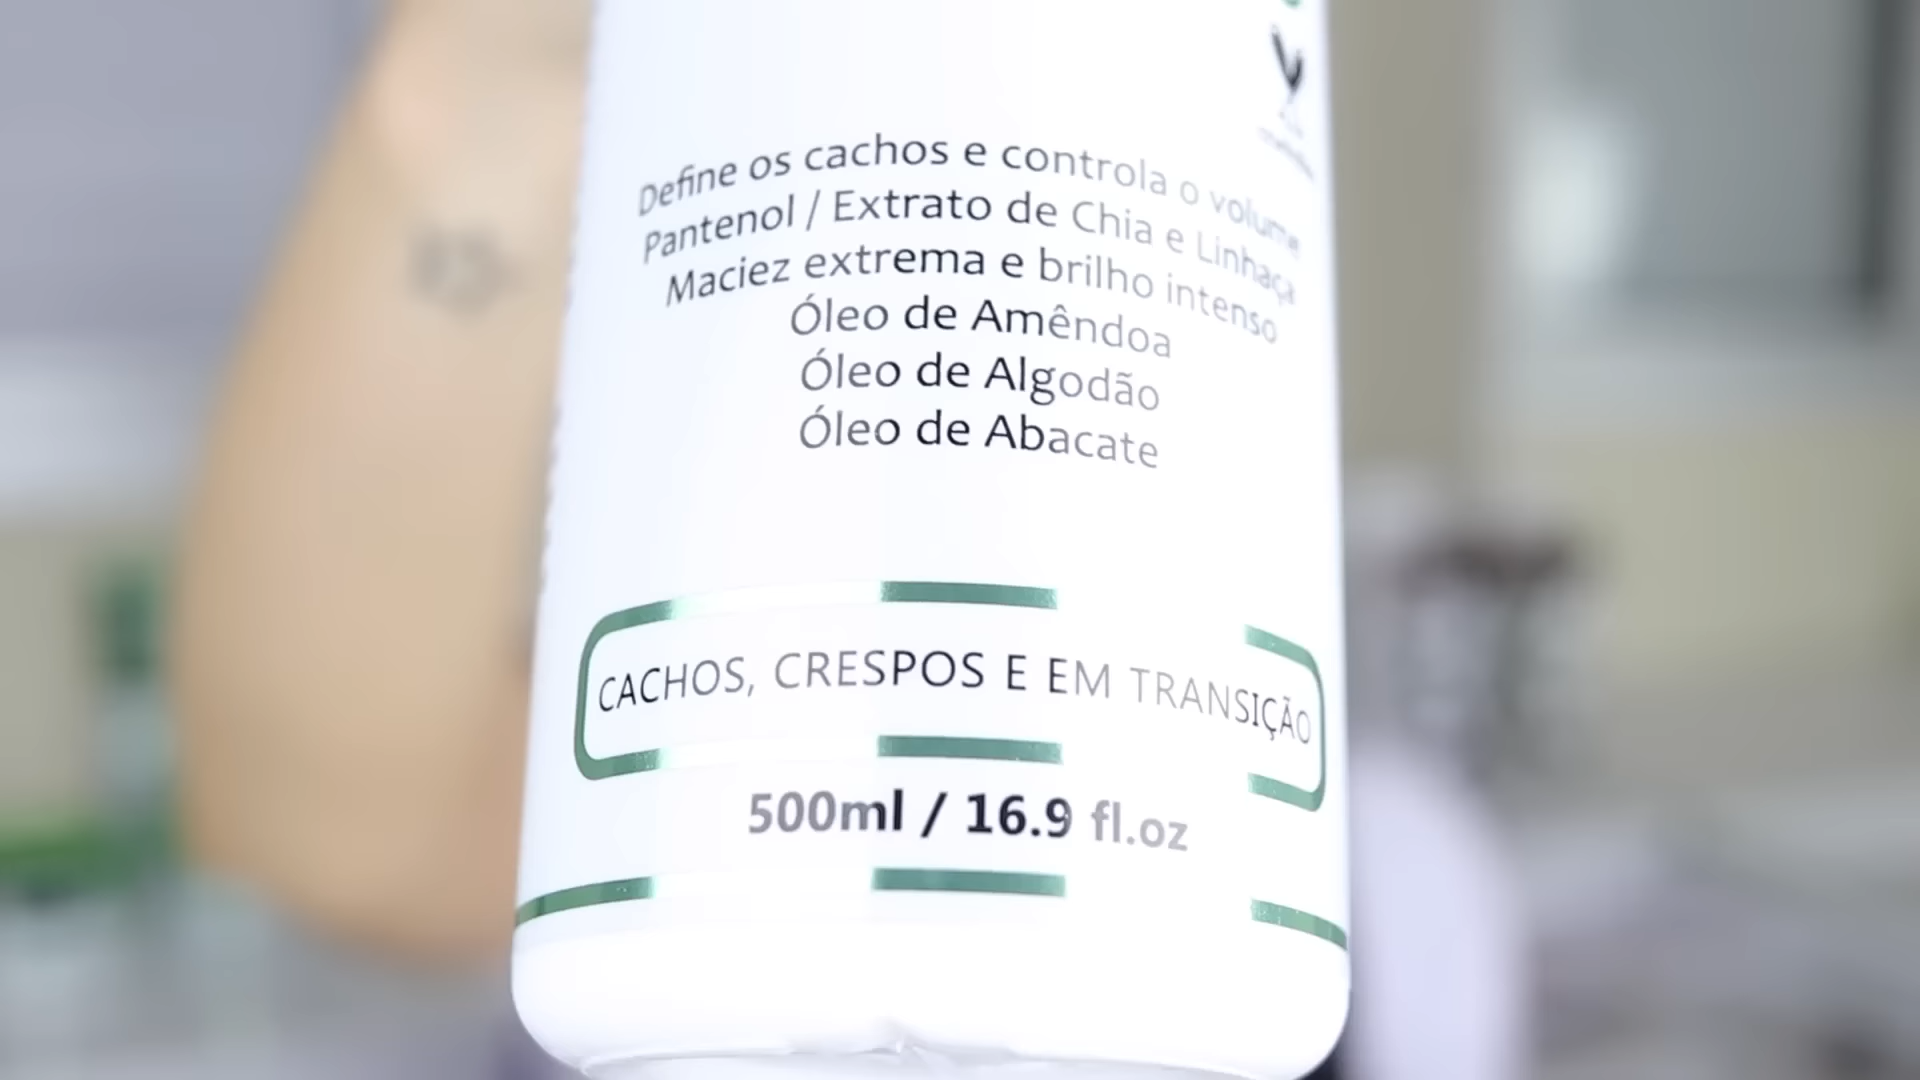 Define os cachos e controla o volume
Pantenol / Extrato de Chia e Linhaça
Maciez extrema e brilho intenso
Óleo de Amêndoa
Óleo de Algodão
Óleo de Abacate
CACHOS, CRESPOS E EM TRANSIÇÃO
500ml / 16.9 fl.oz